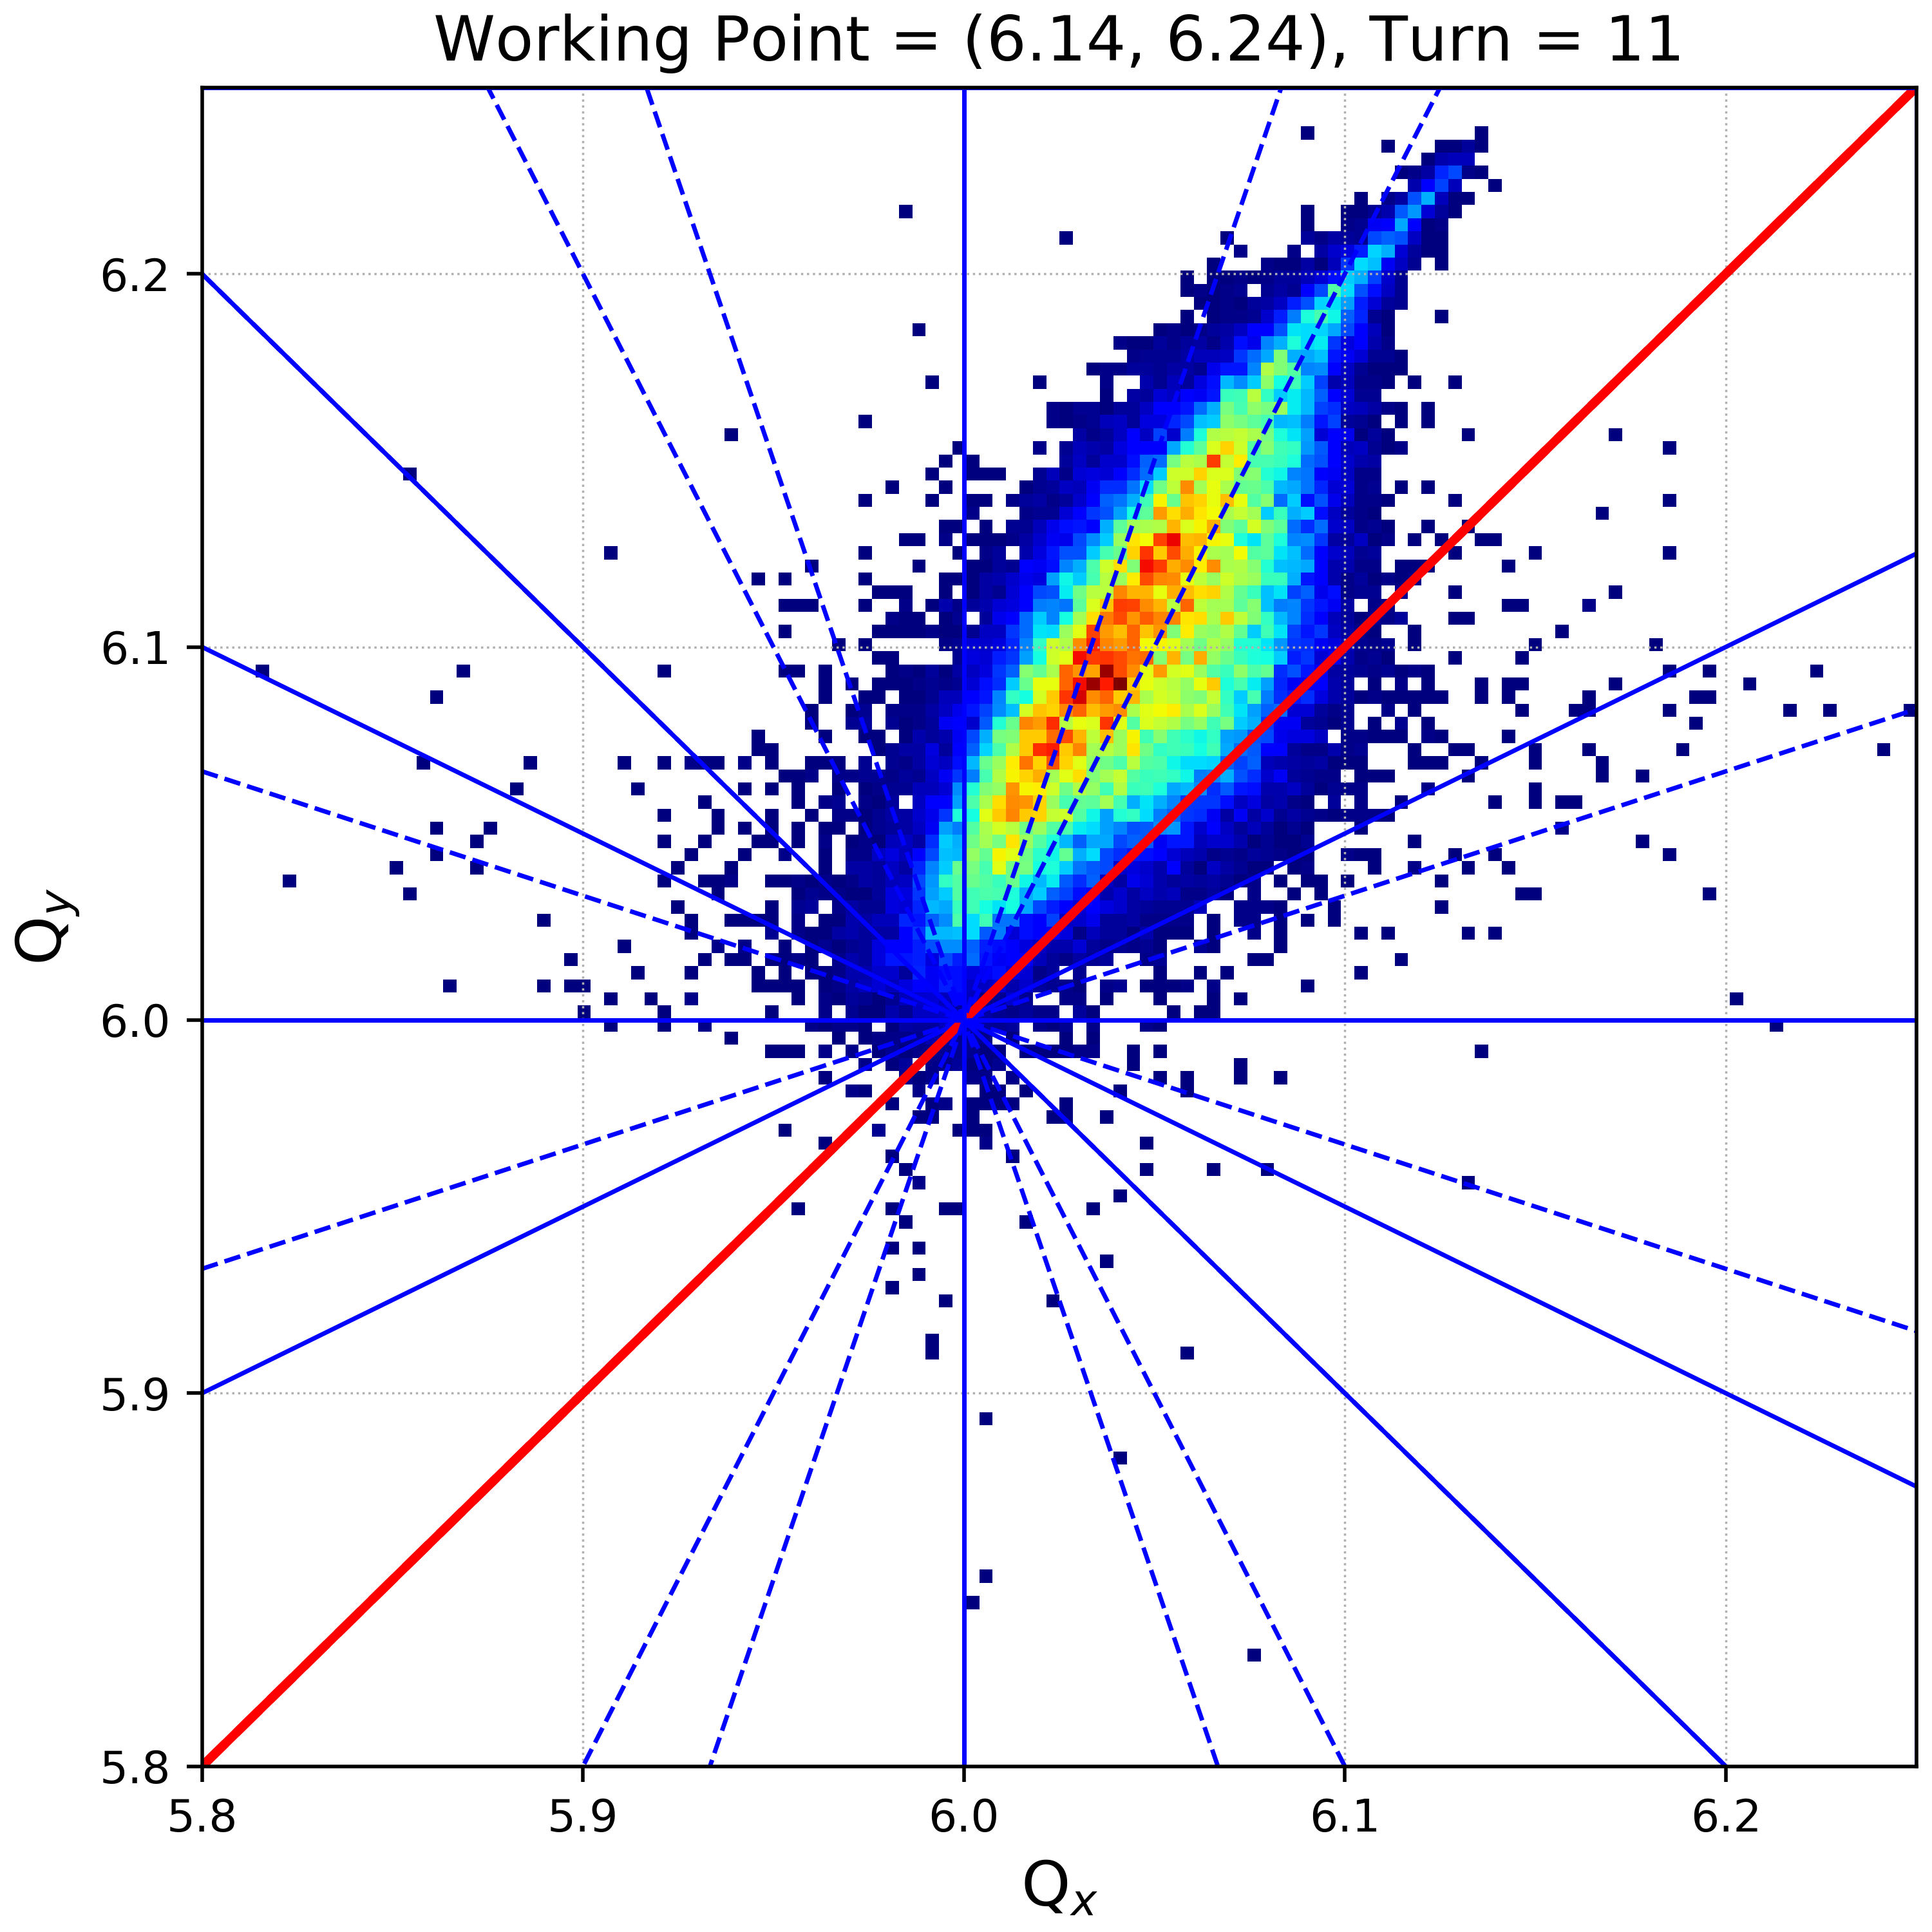 Working Point = (6.14, 6.24), Turn = 11
6.2
6.1
6.0
5.9
5.8
Qy
5.8 5.9 6.0 6.1 6.2
Qx